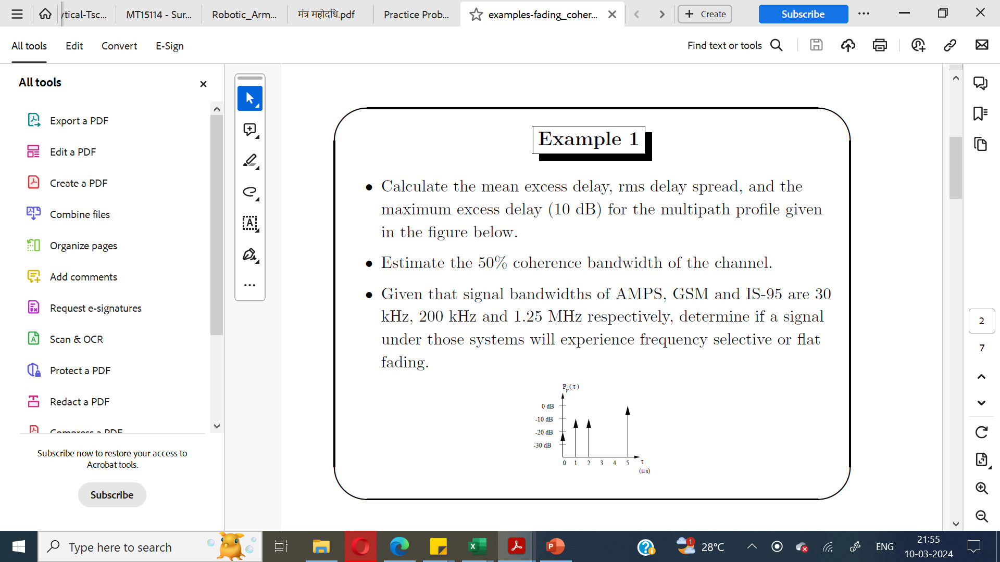 ytical-Tsc...
MT15114 - Sur...
Robotic_Arm...
मंत्र महोदधि.pdf
Practice Prob...
examples-fading_coher...
Create
Subscribe
All tools
Edit
Convert
E-Sign
Find text or tools
All tools
Export a PDF
Edit a PDF
Create a PDF
Combine files
Organize pages
Add comments
Request e-signatures
Scan & OCR
Protect a PDF
Redact a PDF
Compress a PDF
Subscribe now to restore your access to
Acrobat tools.
Subscribe
Example 1
• Calculate the mean excess delay, rms delay spread, and the
maximum excess delay (10 dB) for the multipath profile given
in the figure below.
• Estimate the 50% coherence bandwidth of the channel.
• Given that signal bandwidths of AMPS, GSM and IS-95 are 30
kHz, 200 kHz and 1.25 MHz respectively, determine if a signal
under those systems will experience frequency selective or flat
fading.
P_r(τ)
0 dB
-10 dB
-20 dB
-30 dB
0 1 2 3 4 5 τ
(μs)
2
7
Type here to search
1
28°C
ENG
21:55
10-03-2024